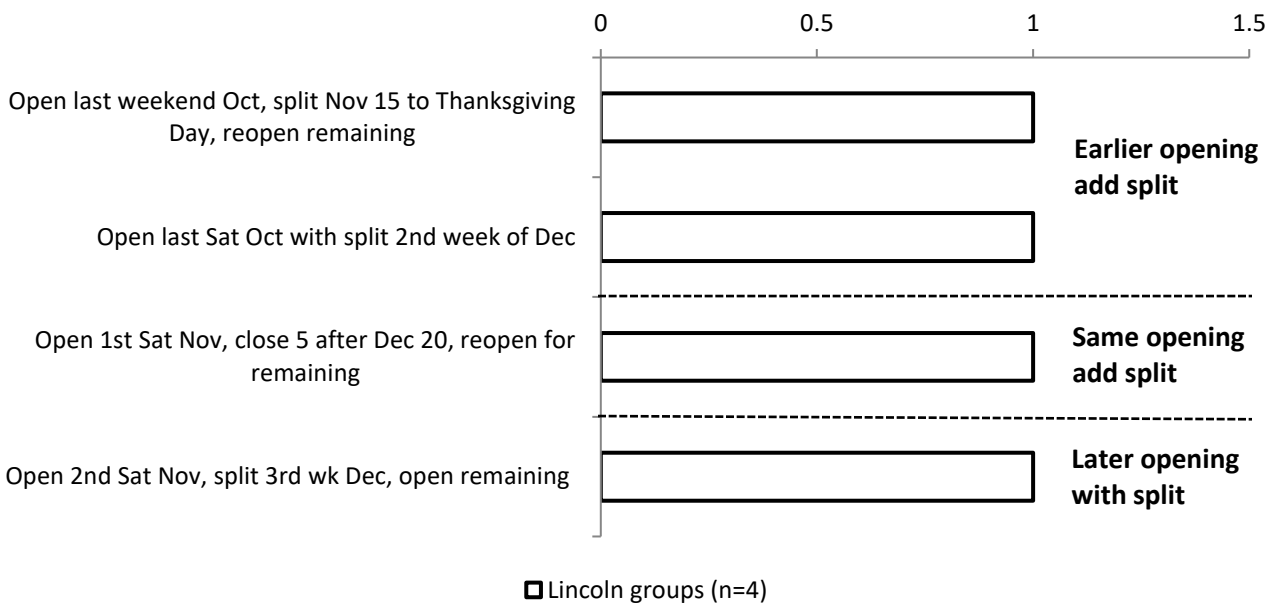 0 0.5 1 1.5
Open last weekend Oct, split Nov 15 to Thanksgiving
Day, reopen remaining
Earlier opening
add split
Open last Sat Oct with split 2nd week of Dec
Open 1st Sat Nov, close 5 after Dec 20, reopen for
remaining
Same opening
add split
Open 2nd Sat Nov, split 3rd wk Dec, open remaining
Later opening
with split
Lincoln groups (n=4)